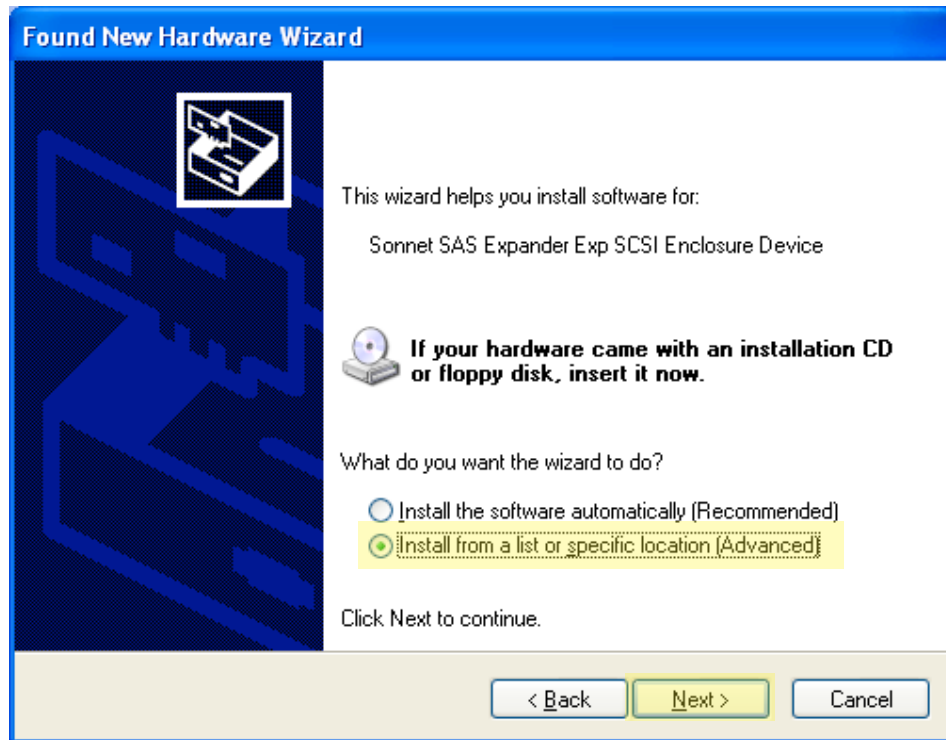 Found New Hardware Wizard
This wizard helps you install software for:
Sonnet SAS Expander Exp SCSI Enclosure Device
If your hardware came with an installation CD
or floppy disk, insert it now.
What do you want the wizard to do?
Install the software automatically (Recommended)
Install from a list or specific location (Advanced)
Click Next to continue.
< Back Next > Cancel